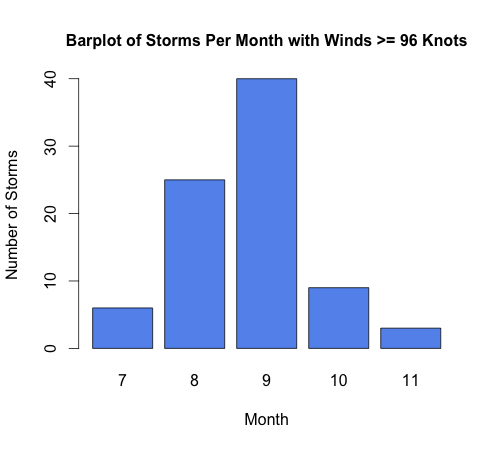 Barplot of Storms Per Month with Winds >= 96 Knots
40
30
20
10
0
Number of Storms
7 8 9 10 11
Month